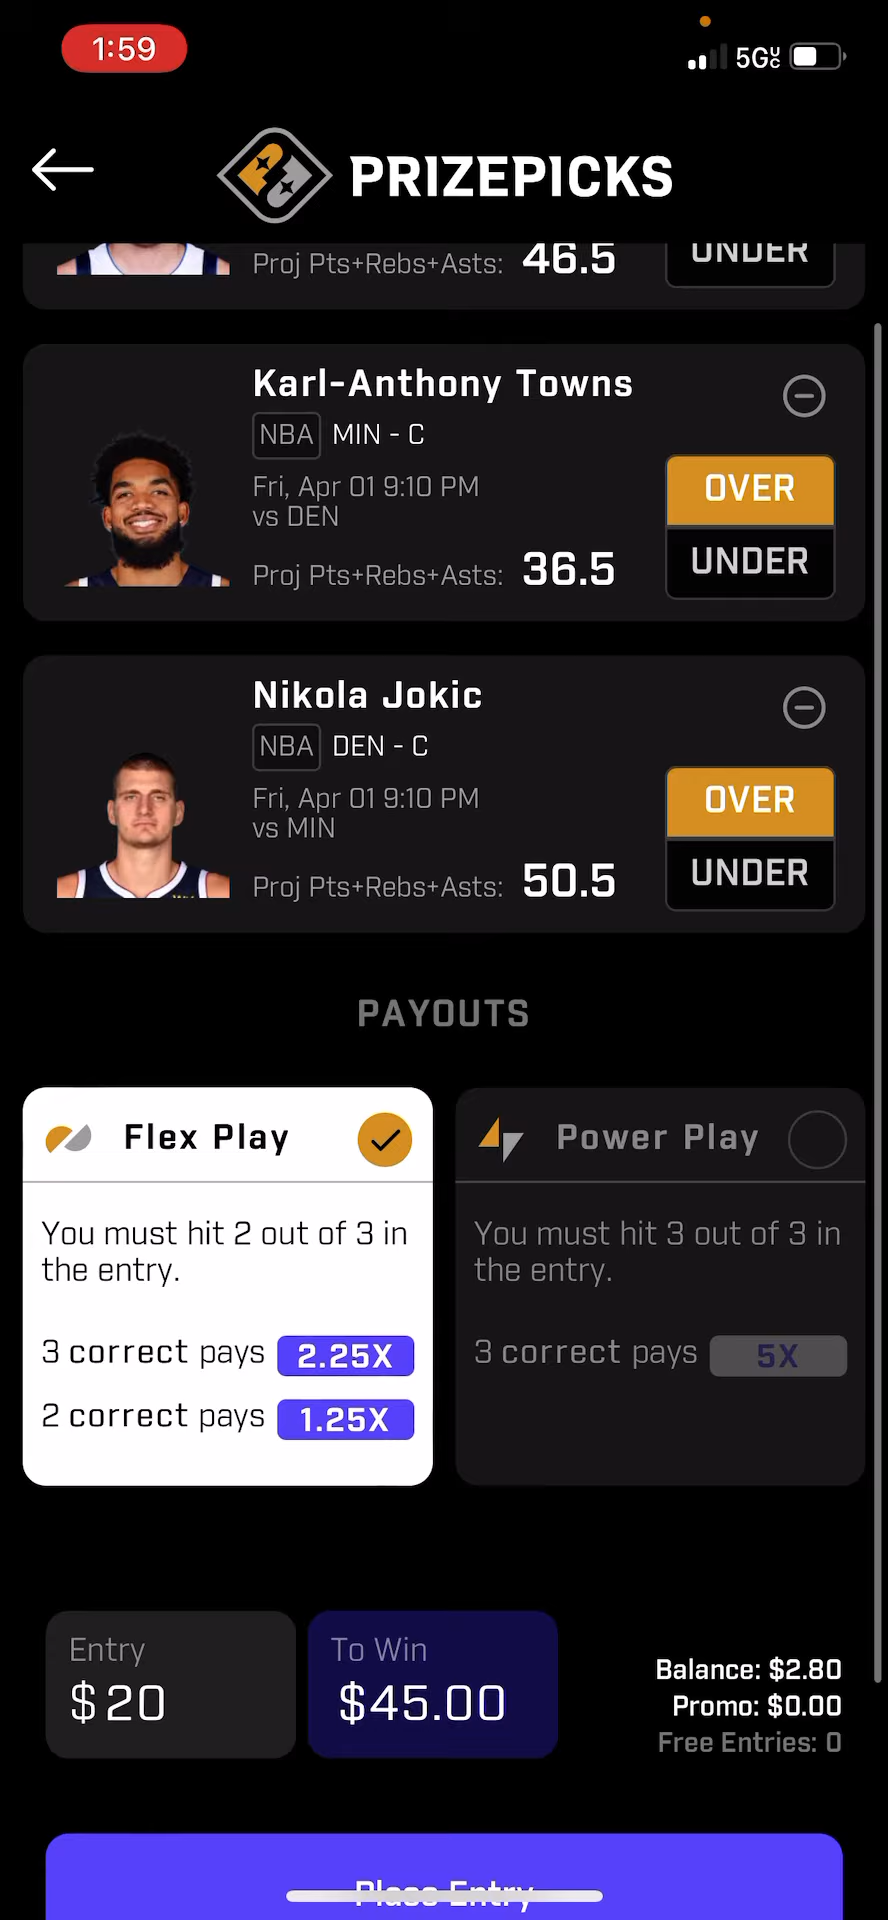 1:59
5GUC
PRIZEPICKS
Proj Pts+Rebs+Asts: 46.5
UNDER
Karl-Anthony Towns
NBA MIN - C
Fri, Apr 01 9:10 PM
vs DEN
OVER
Proj Pts+Rebs+Asts: 36.5
UNDER
Nikola Jokic
NBA DEN - C
Fri, Apr 01 9:10 PM
vs MIN
OVER
Proj Pts+Rebs+Asts: 50.5
UNDER
PAYOUTS
Flex Play
You must hit 2 out of 3 in
the entry.
3 correct pays 2.25X
2 correct pays 1.25X
Power Play
You must hit 3 out of 3 in
the entry.
3 correct pays 5X
Entry
$20
To Win
$45.00
Balance: $2.80
Promo: $0.00
Free Entries: 0
Place Entry